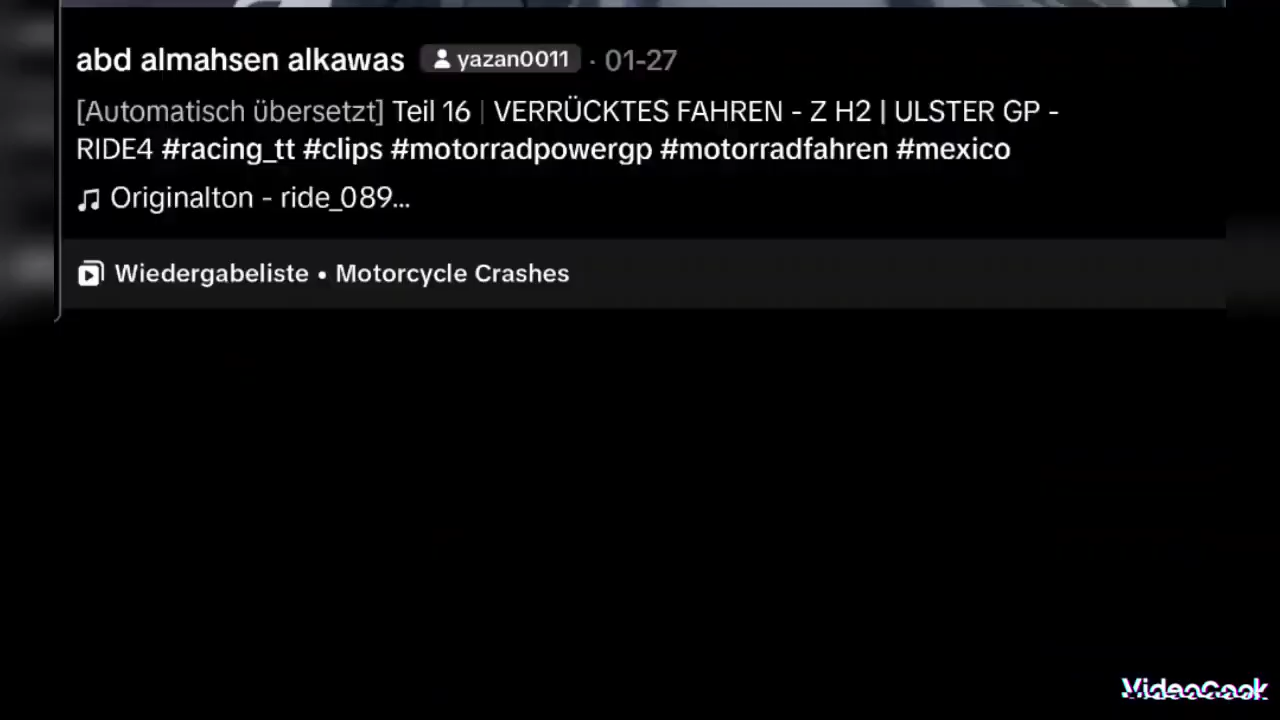 abd almahsen alkawas yazan0011 · 01-27
[Automatisch übersetzt] Teil 16 | VERRÜCKTES FAHREN - Z H2 | ULSTER GP -
RIDE4 #racing_tt #clips #motorradpowergp #motorradfahren #mexico
Originalton - ride_089...
Wiedergabeliste • Motorcycle Crashes
VideoCook